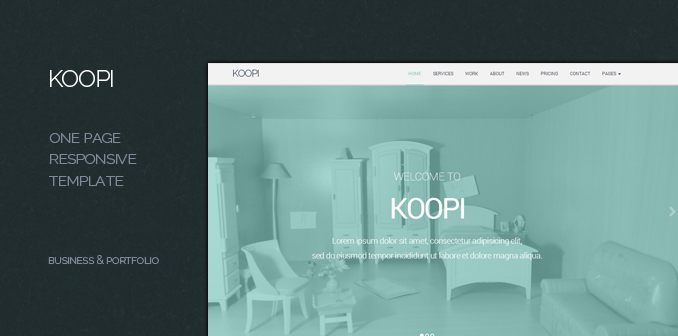 KOOPI
ONE PAGE
RESPONSIVE
TEMPLATE
BUSINESS & PORTFOLIO
KOOPI
HOME SERVICES WORK ABOUT NEWS PRICING CONTACT PAGES
WELCOME TO
KOOPI
Lorem ipsum dolor sit amet, consectetur adipisicing elit,
sed do eiusmod tempor incididunt ut labore et dolore magna aliqua.